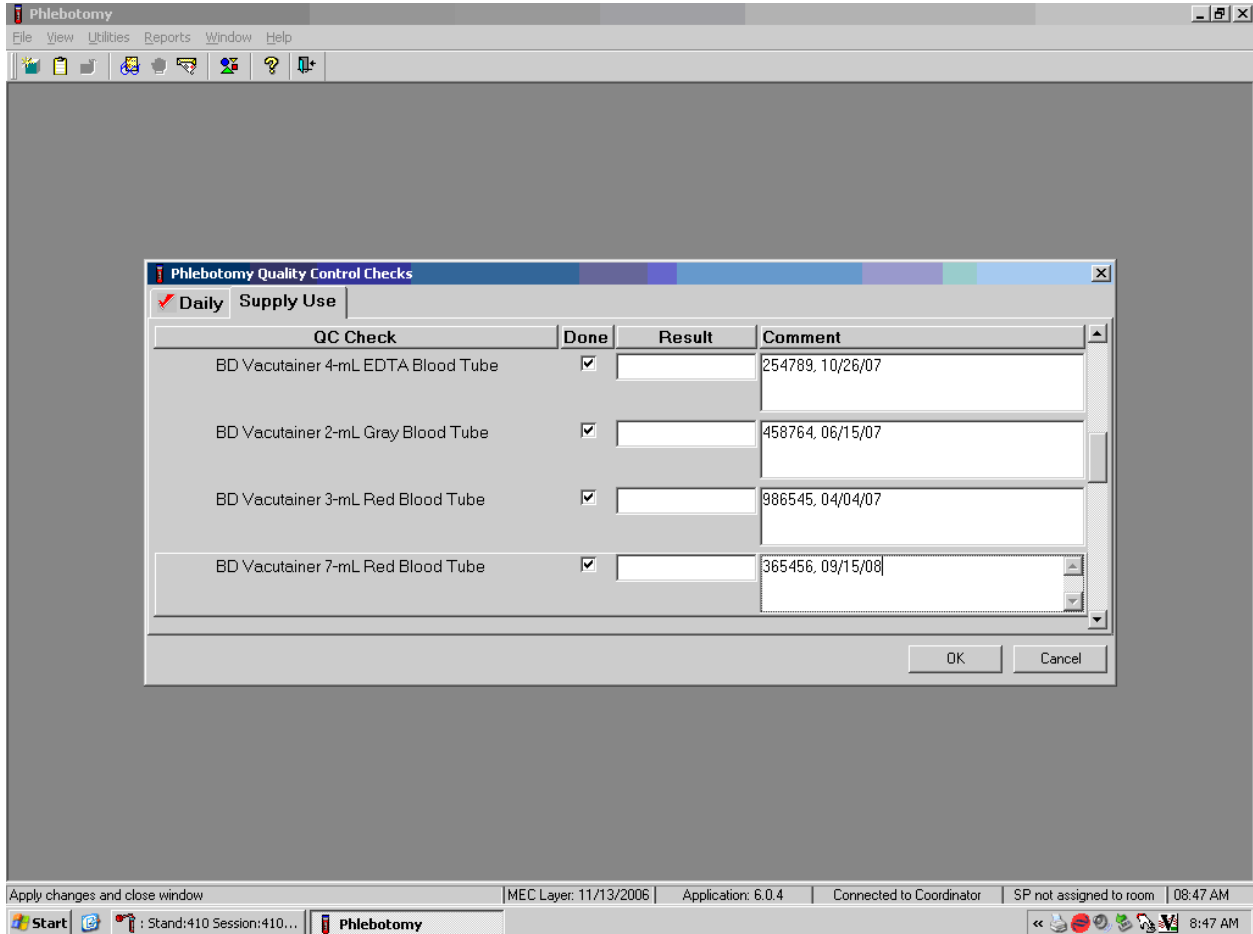 Phlebotomy
File View Utilities Reports Window Help
Phlebotomy Quality Control Checks
Daily Supply Use
QC Check Done Result Comment
BD Vacutainer 4-mL EDTA Blood Tube 254789, 10/26/07
BD Vacutainer 2-mL Gray Blood Tube 458764, 06/15/07
BD Vacutainer 3-mL Red Blood Tube 986545, 04/04/07
BD Vacutainer 7-mL Red Blood Tube 365456, 09/15/08
OK Cancel
Apply changes and close window MEC Layer: 11/13/2006 Application: 6.0.4 Connected to Coordinator SP not assigned to room 08:47 AM
Start : Stand:410 Session:410... Phlebotomy « 8:47 AM